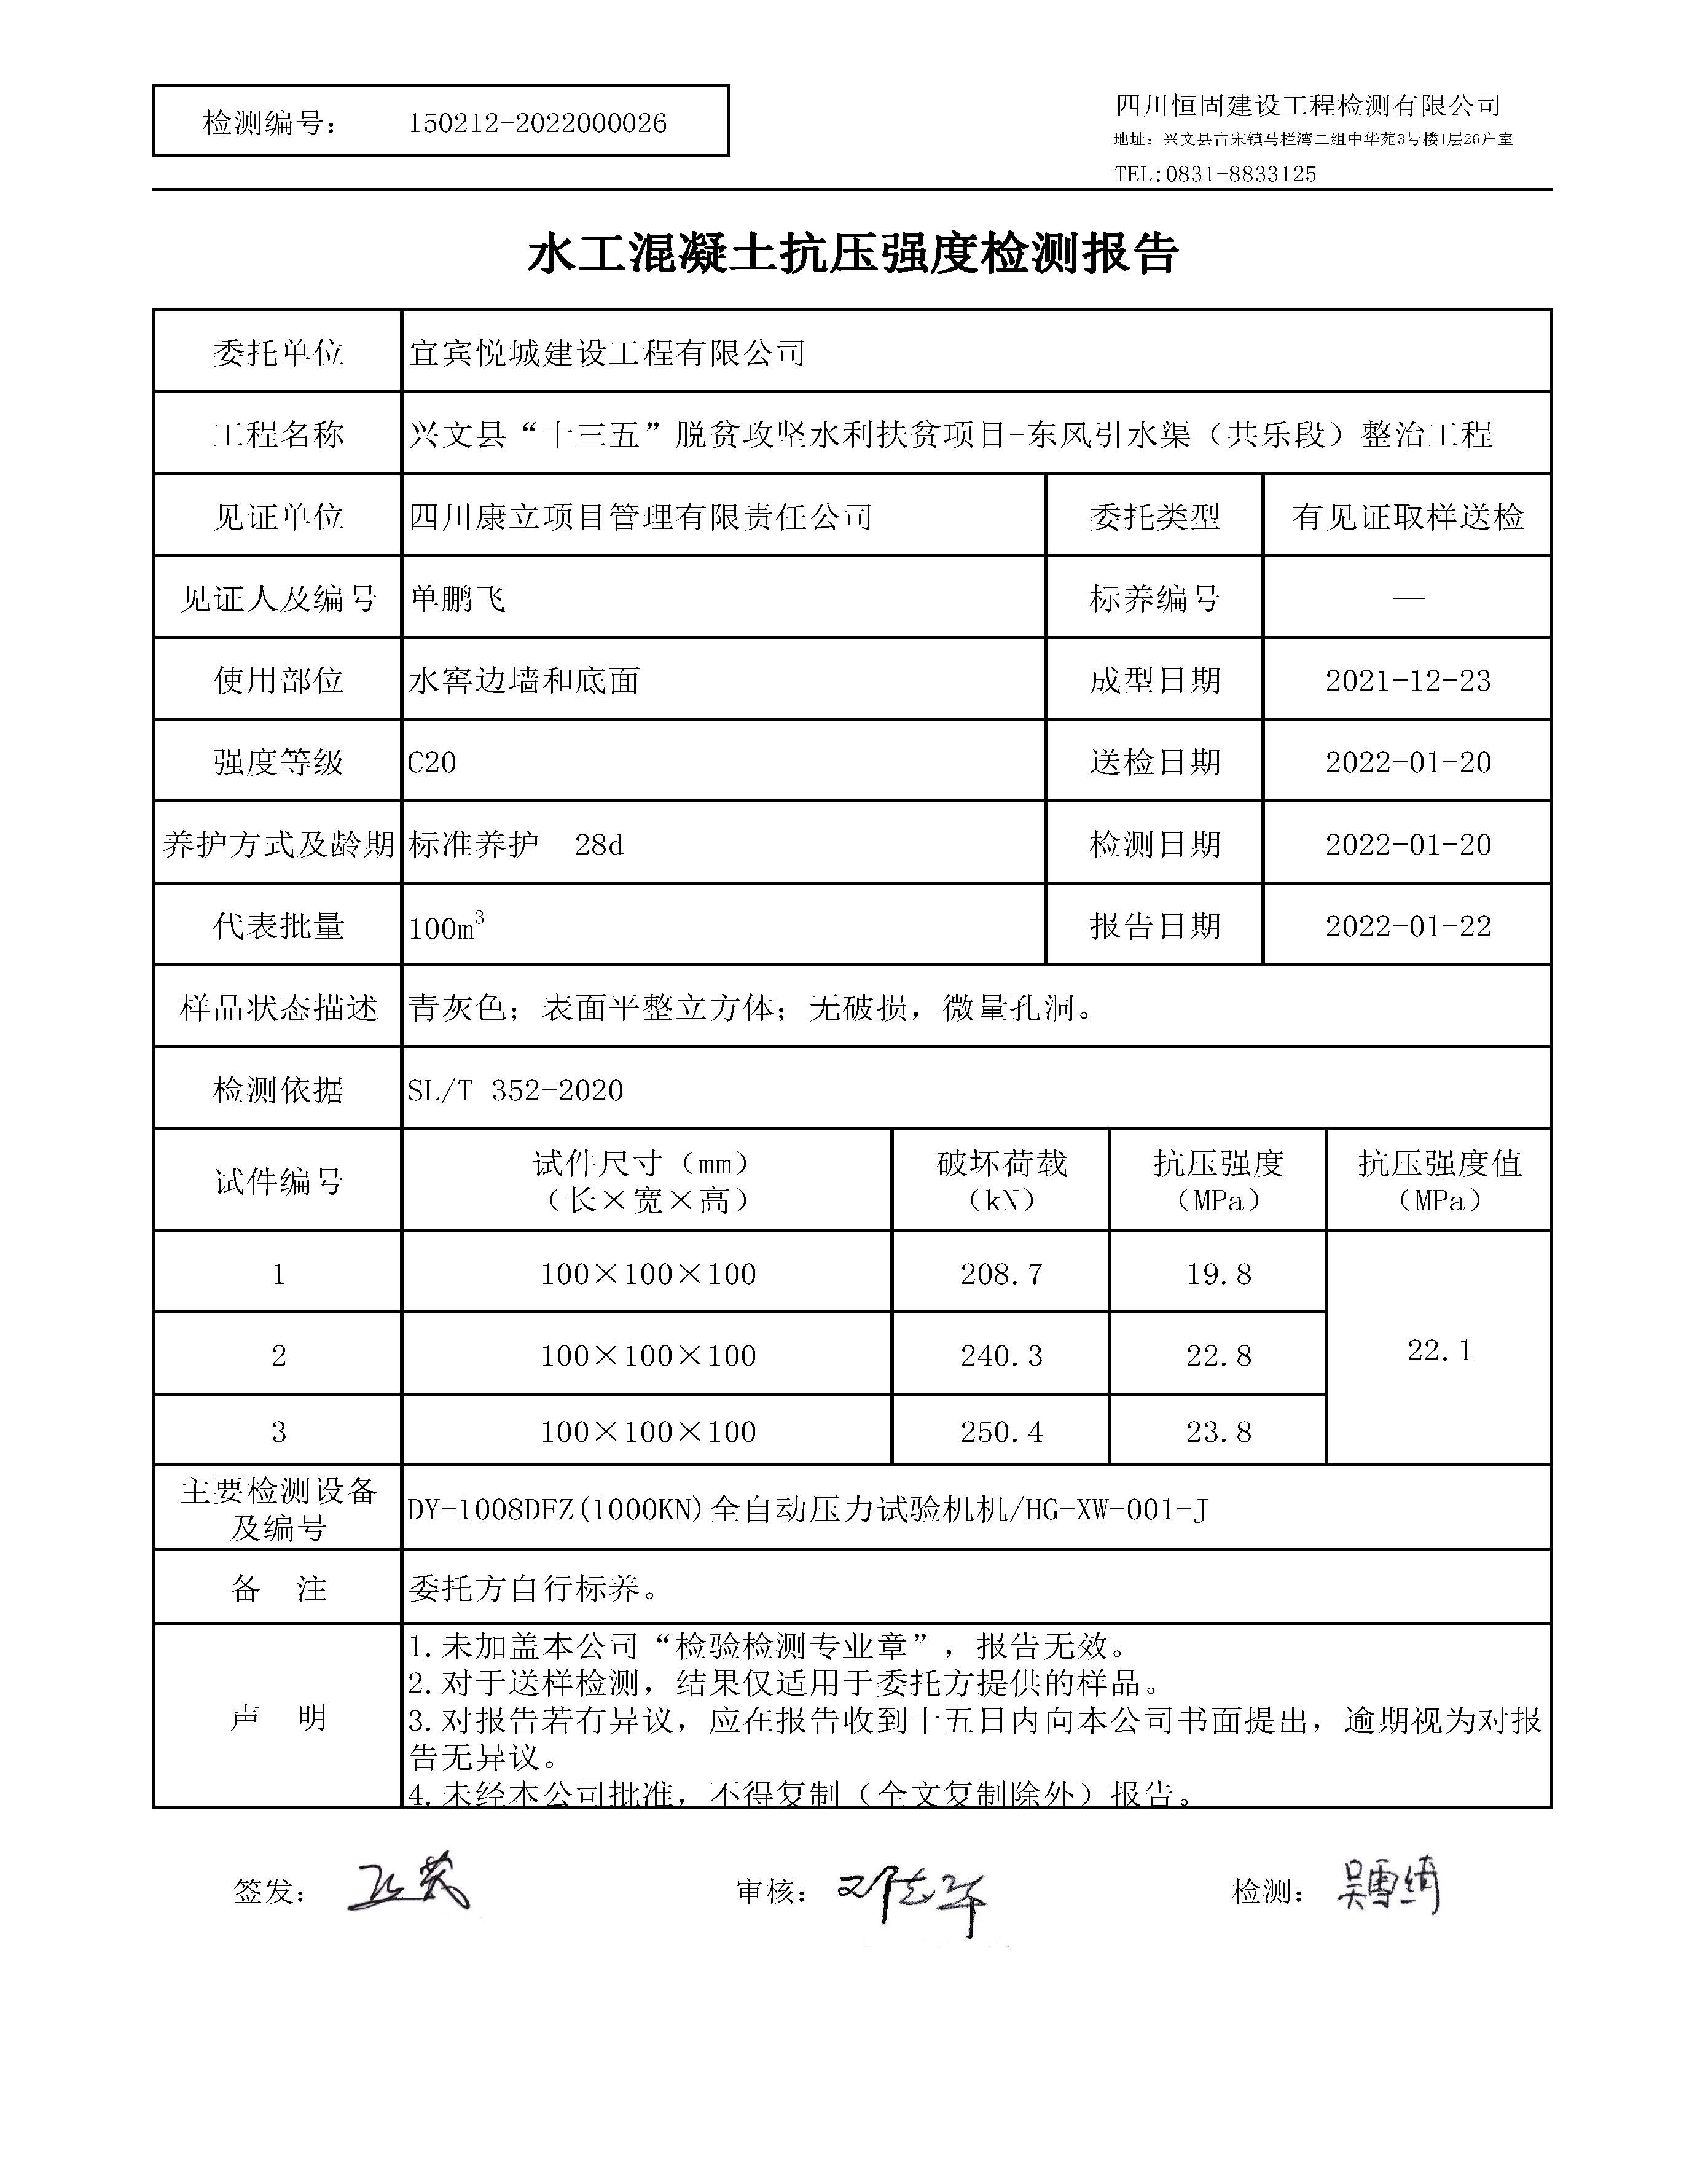 检测编号： 150212-2022000026
四川恒固建设工程检测有限公司
地址：兴文县古宋镇马栏湾二组中华苑3号楼1层26户室
TEL:0831-8833125
水工混凝土抗压强度检测报告
委托单位 宜宾悦城建设工程有限公司
工程名称 兴文县“十三五”脱贫攻坚水利扶贫项目-东风引水渠（共乐段）整治工程
见证单位 四川康立项目管理有限责任公司 委托类型 有见证取样送检
见证人及编号 单鹏飞 标养编号 —
使用部位 水窖边墙和底面 成型日期 2021-12-23
强度等级 C20 送检日期 2022-01-20
养护方式及龄期 标准养护 28d 检测日期 2022-01-20
代表批量 100m³ 报告日期 2022-01-22
样品状态描述 青灰色；表面平整立方体；无破损，微量孔洞。
检测依据 SL/T 352-2020
试件编号 试件尺寸（mm）（长×宽×高） 破坏荷载（kN） 抗压强度（MPa） 抗压强度值（MPa）
1 100×100×100 208.7 19.8
2 100×100×100 240.3 22.8 22.1
3 100×100×100 250.4 23.8
主要检测设备及编号 DY-1008DFZ(1000KN)全自动压力试验机机/HG-XW-001-J
备 注 委托方自行标养。
声 明
1.未加盖本公司“检验检测专业章”，报告无效。
2.对于送样检测，结果仅适用于委托方提供的样品。
3.对报告若有异议，应在报告收到十五日内向本公司书面提出，逾期视为对报
告无异议。
4.未经本公司批准，不得复制（全文复制除外）报告。
签发： 审核： 检测：吴雪绮